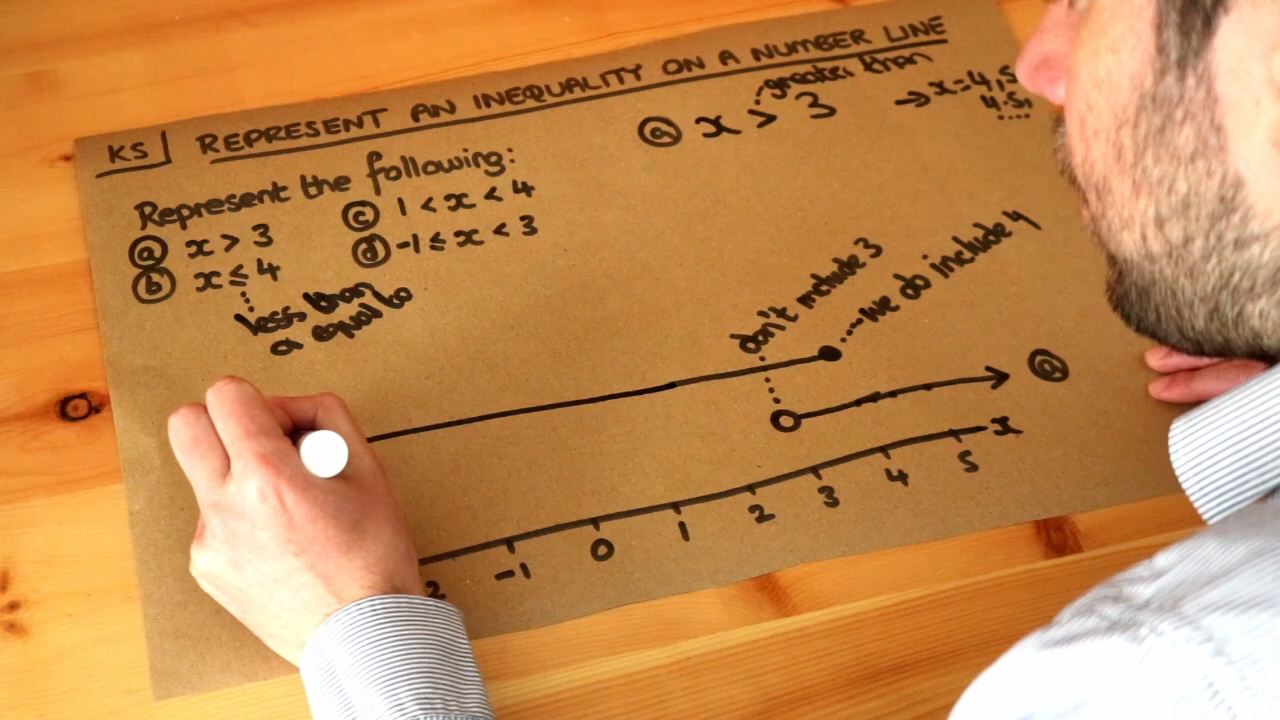 KS REPRESENT AN INEQUALITY ON A NUMBER LINE
Represent the following:
(a) x > 3
(b) x ≤ 4
less than
or equal to
(c) 1 < x < 4
(d) -1 ≤ x < 3
greater than
(a) x > 3 → x = 4, 5
4.5,
....
don't include 3
we do include 4
(a)
2 -1 0 1 2 3 4 5 x